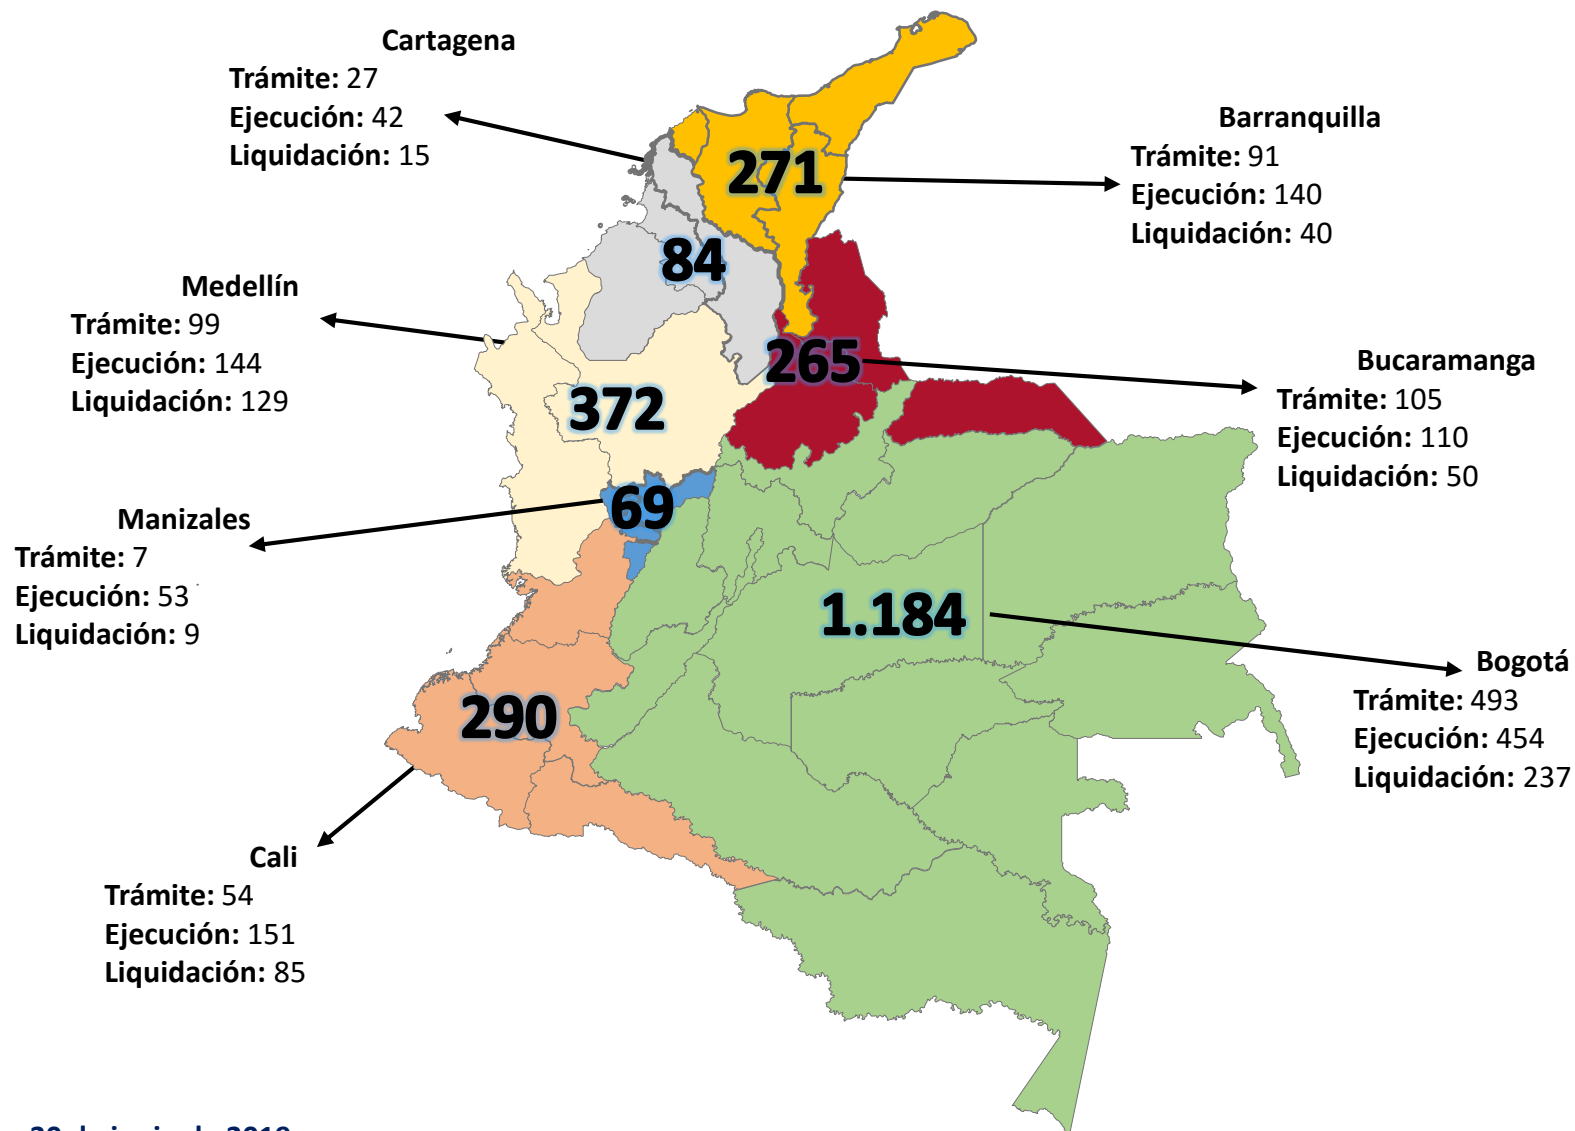 Cartagena
Trámite: 27
Ejecución: 42
Liquidación: 15
Barranquilla
Trámite: 91
Ejecución: 140
Liquidación: 40
271
84
Medellín
Trámite: 99
Ejecución: 144
Liquidación: 129
265
Bucaramanga
Trámite: 105
Ejecución: 110
Liquidación: 50
372
69
Manizales
Trámite: 7
Ejecución: 53
Liquidación: 9
1.184
Bogotá
Trámite: 493
Ejecución: 454
Liquidación: 237
290
Cali
Trámite: 54
Ejecución: 151
Liquidación: 85